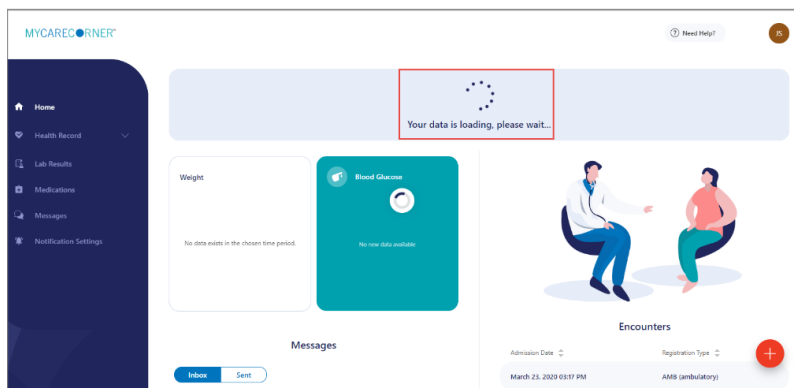 MYCARECORNER
Need Help?
JS
Your data is loading, please wait...
Home
Health Record
Lab Results
Medications
Messages
Notification Settings
Weight
No data exists in the chosen time period.
Blood Glucose
No new data available
Messages
Inbox Sent
Encounters
Admission Date Registration Type
March 23, 2020 03:17 PM AMB (ambulatory)